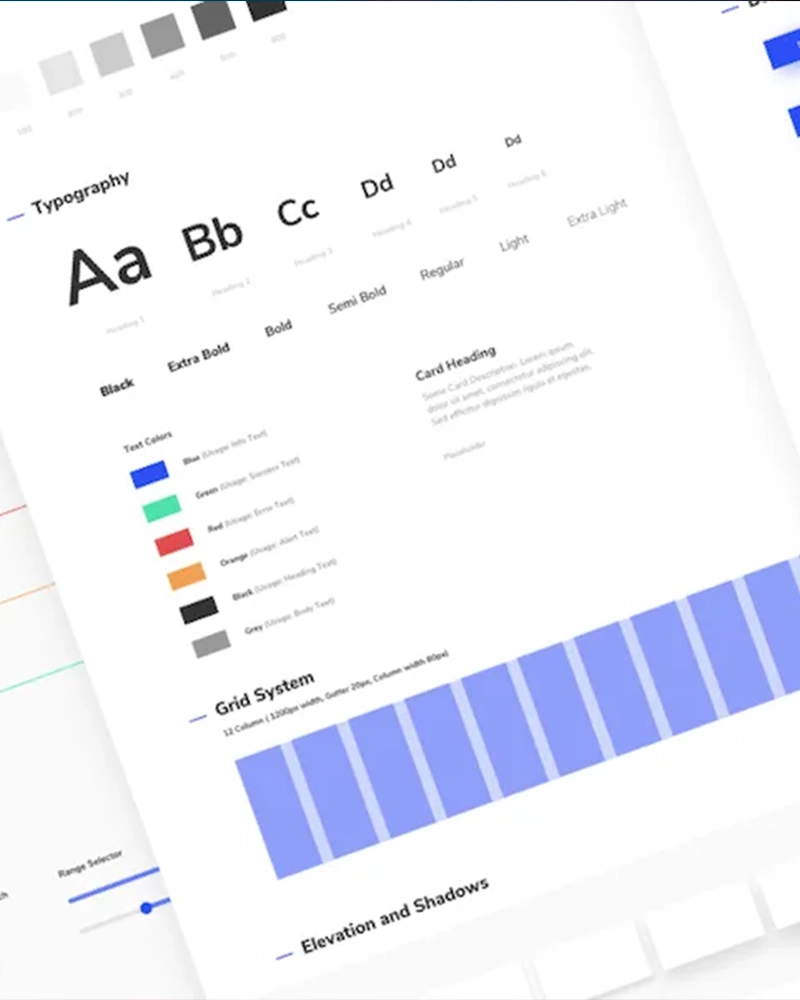 100
200
300
400
500
600
Typography
Aa
Bb
Cc
Dd
Dd
Dd
Heading 1
Heading 2
Heading 3
Heading 4
Heading 5
Heading 6
Black
Extra Bold
Bold
Semi Bold
Regular
Light
Extra Light
Text Colors
Blue (Usage: Info Text)
Green (Usage: Success Text)
Red (Usage: Error Text)
Orange (Usage: Alert Text)
Black (Usage: Heading Text)
Grey (Usage: Body Text)
Card Heading
Some Card Description. Lorem ipsum
dolor sit amet, consectetur adipiscing elit.
Sed efficitur dignissim ligula et egestas.
Placeholder
Grid System
12 Column ( 1200px width, Gutter 20px, Column width 80px)
Range Selector
Elevation and Shadows